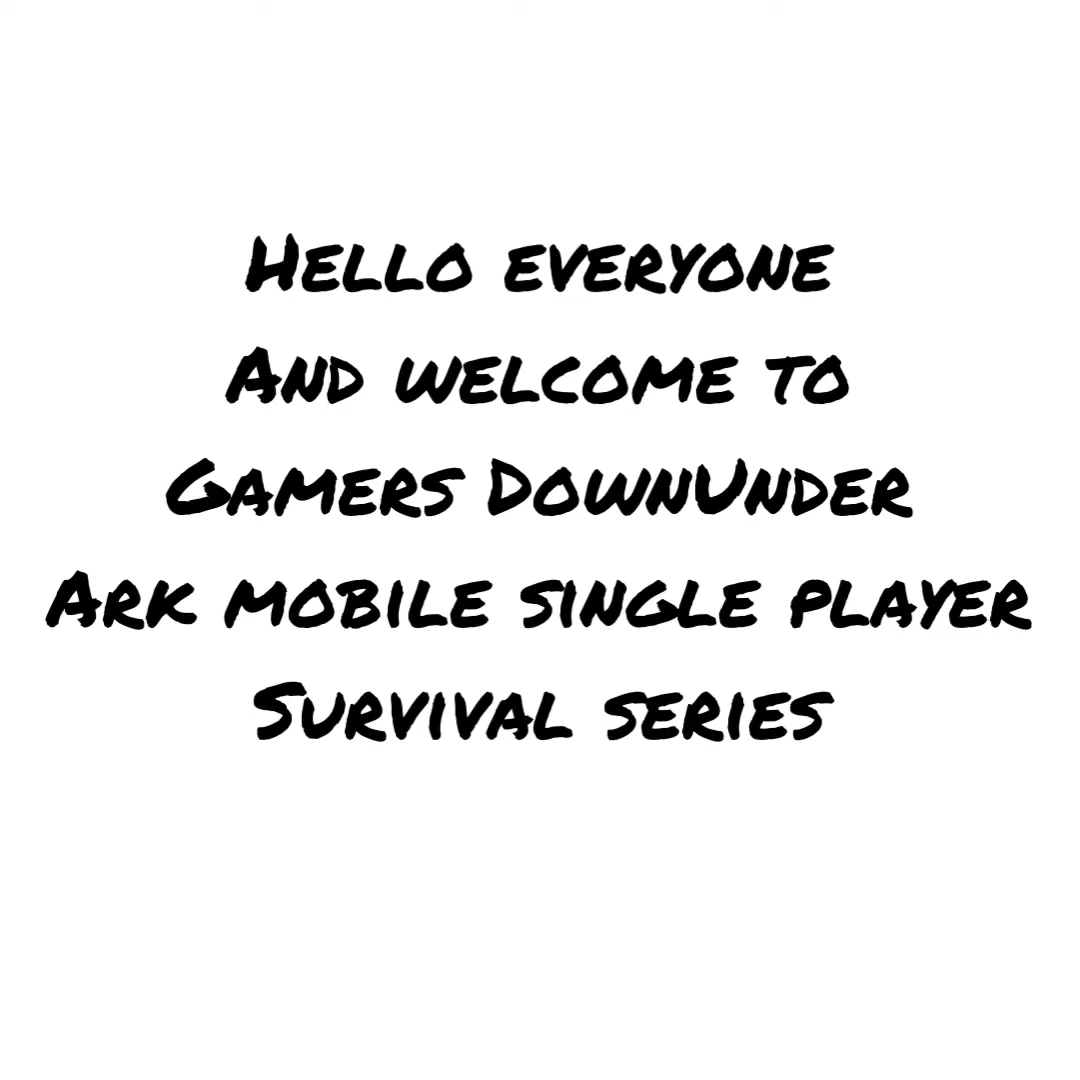 Hello everyone
And welcome to
Gamers DownUnder
Ark mobile single player
Survival series